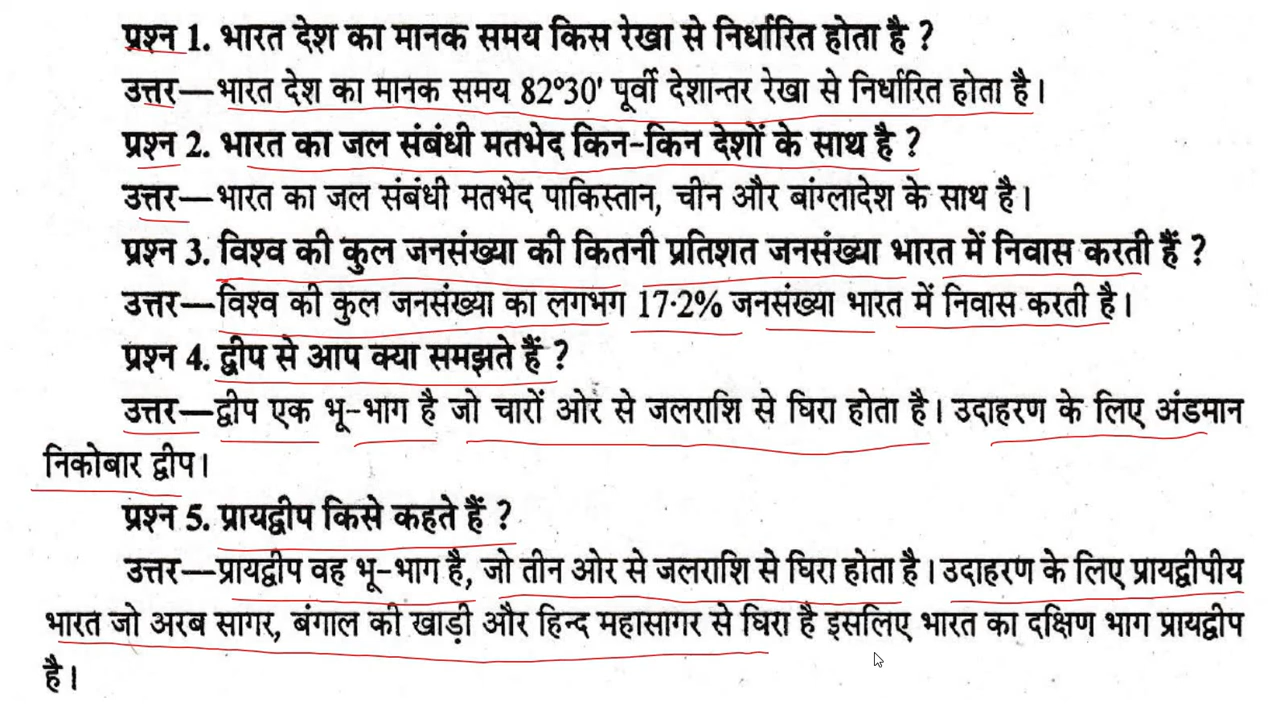 प्रश्न 1. भारत देश का मानक समय किस रेखा से निर्धारित होता है ?
उत्तर—भारत देश का मानक समय 82°30' पूर्वी देशान्तर रेखा से निर्धारित होता है।
प्रश्न 2. भारत का जल संबंधी मतभेद किन-किन देशों के साथ है ?
उत्तर—भारत का जल संबंधी मतभेद पाकिस्तान, चीन और बांग्लादेश के साथ है।
प्रश्न 3. विश्व की कुल जनसंख्या की कितनी प्रतिशत जनसंख्या भारत में निवास करती हैं ?
उत्तर—विश्व की कुल जनसंख्या का लगभग 17·2% जनसंख्या भारत में निवास करती है।
प्रश्न 4. द्वीप से आप क्या समझते हैं ?
उत्तर—द्वीप एक भू-भाग है जो चारों ओर से जलराशि से घिरा होता है। उदाहरण के लिए अंडमान
निकोबार द्वीप।
प्रश्न 5. प्रायद्वीप किसे कहते हैं ?
उत्तर—प्रायद्वीप वह भू-भाग है, जो तीन ओर से जलराशि से घिरा होता है। उदाहरण के लिए प्रायद्वीपीय
भारत जो अरब सागर, बंगाल की खाड़ी और हिन्द महासागर से घिरा है इसलिए भारत का दक्षिण भाग प्रायद्वीप
है।